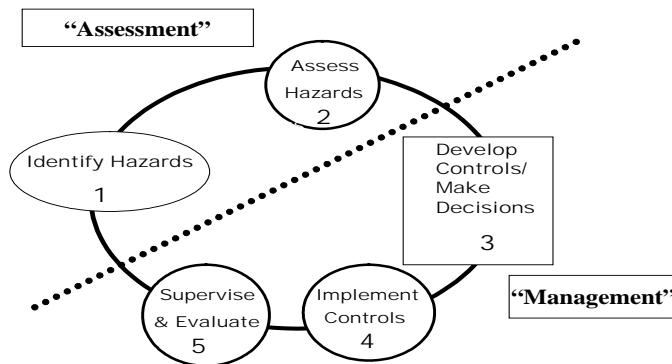 “Assessment”
Assess
Hazards
2
Identify Hazards
1
Develop
Controls/
Make
Decisions
3
“Management”
Implement
Controls
4
Supervise
& Evaluate
5